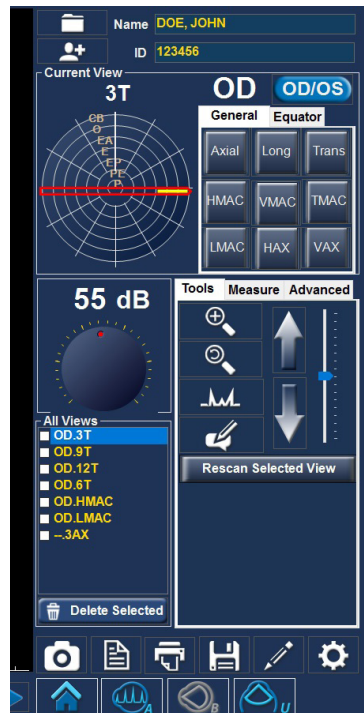 Name DOE, JOHN
ID 123456
Current View
3T
OD OD/OS
General Equator
CB
O
EA
E
EP
PE
P
Axial Long Trans
HMAC VMAC TMAC
LMAC HAX VAX
55 dB
Tools Measure Advanced
All Views
OD.3T
OD.9T
OD.12T
OD.6T
OD.HMAC
OD.LMAC
--.3AX
Rescan Selected View
Delete Selected
A B U